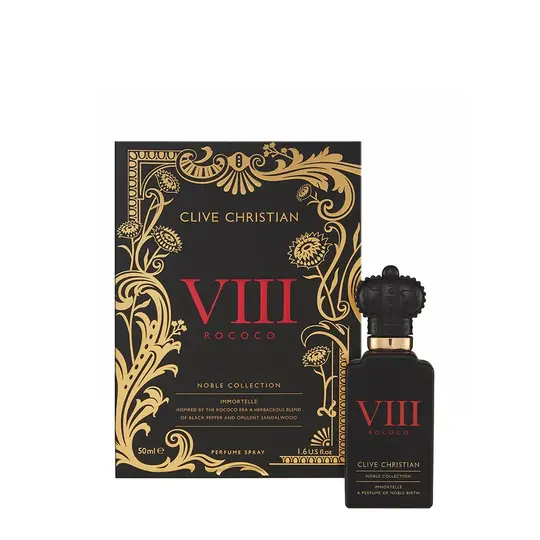 CLIVE CHRISTIAN
VIII
ROCOCO
NOBLE COLLECTION
IMMORTELLE
INSPIRED BY THE ROCOCO ERA A HERBACEOUS BLEND
OF BLACK PEPPER AND OPULENT SANDALWOOD
50ml e PERFUME SPRAY 1.6 U.S fl.oz
VIII
ROCOCO
CLIVE CHRISTIAN
NOBLE COLLECTION
IMMORTELLE
A PERFUME OF NOBLE BIRTH